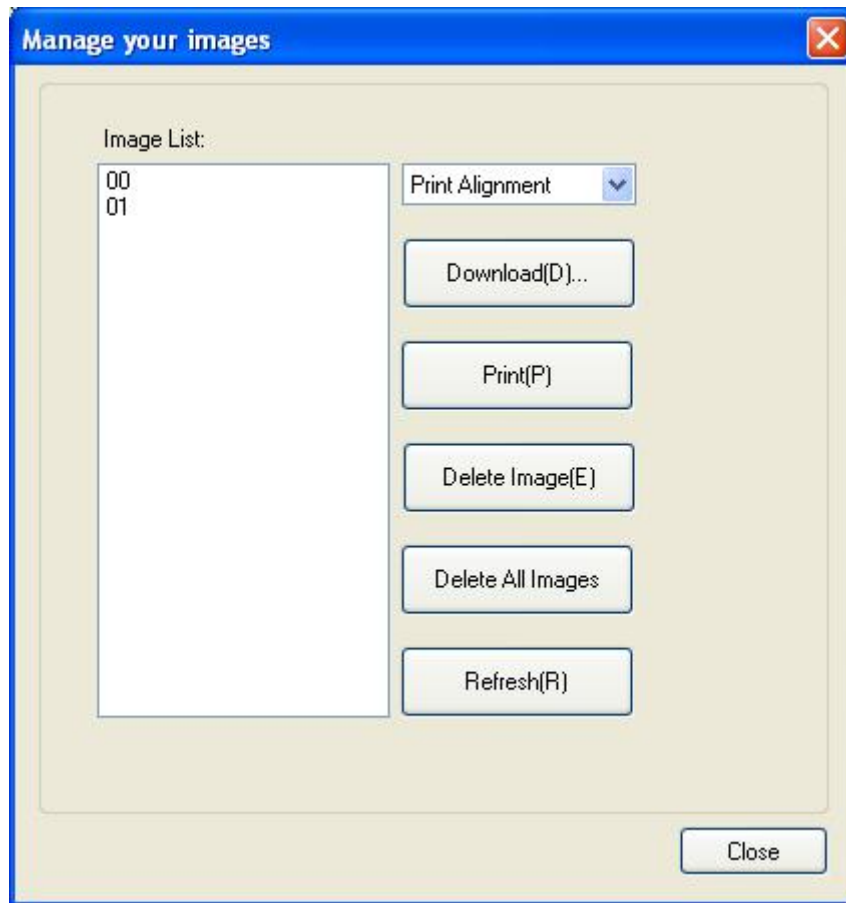 Manage your images
Image List:
00
01
Print Alignment
Download(D)...
Print(P)
Delete Image(E)
Delete All Images
Refresh(R)
Close